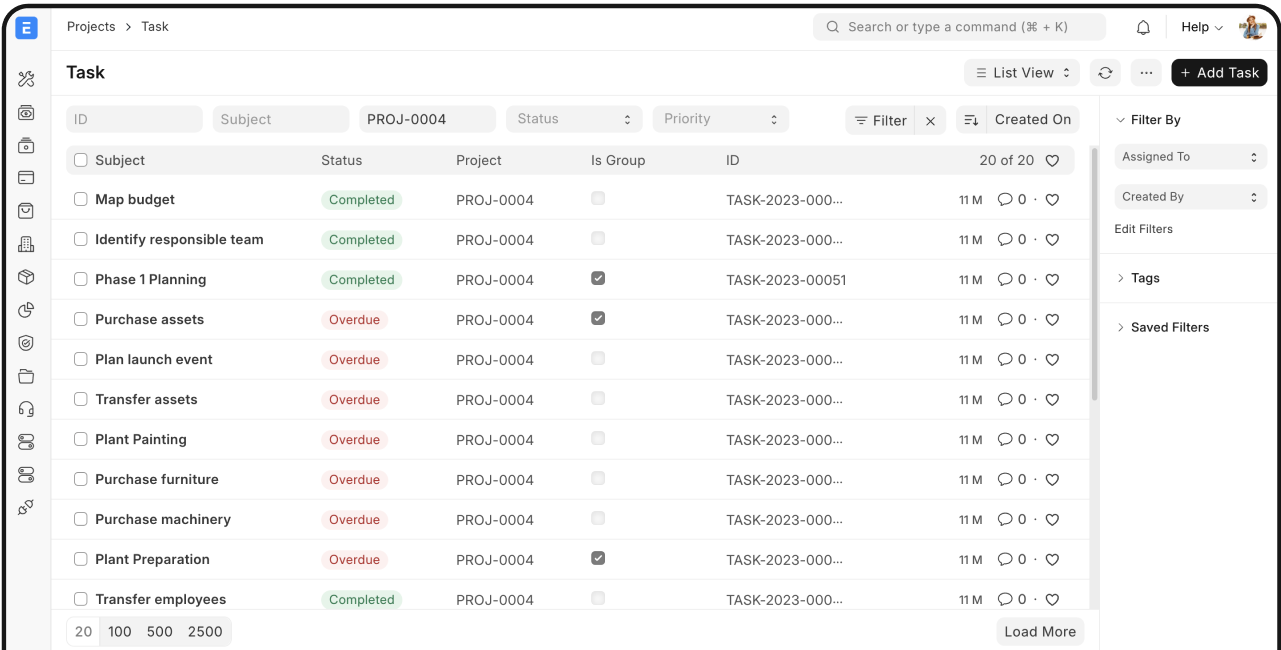 E Projects > Task Search or type a command (⌘ + K) Help
Task List View ··· + Add Task
ID Subject PROJ-0004 Status Priority Filter × Created On Filter By
Subject Status Project Is Group ID 20 of 20 Assigned To
Map budget Completed PROJ-0004 TASK-2023-000... 11 M 0 · Created By
Identify responsible team Completed PROJ-0004 TASK-2023-000... 11 M 0 · Edit Filters
Phase 1 Planning Completed PROJ-0004 TASK-2023-00051 11 M 0 · Tags
Purchase assets Overdue PROJ-0004 TASK-2023-000... 11 M 0 · Saved Filters
Plan launch event Overdue PROJ-0004 TASK-2023-000... 11 M 0 ·
Transfer assets Overdue PROJ-0004 TASK-2023-000... 11 M 0 ·
Plant Painting Overdue PROJ-0004 TASK-2023-000... 11 M 0 ·
Purchase furniture Overdue PROJ-0004 TASK-2023-000... 11 M 0 ·
Purchase machinery Overdue PROJ-0004 TASK-2023-000... 11 M 0 ·
Plant Preparation Overdue PROJ-0004 TASK-2023-000... 11 M 0 ·
Transfer employees Completed PROJ-0004 TASK-2023-000... 11 M 0 ·
20 100 500 2500 Load More